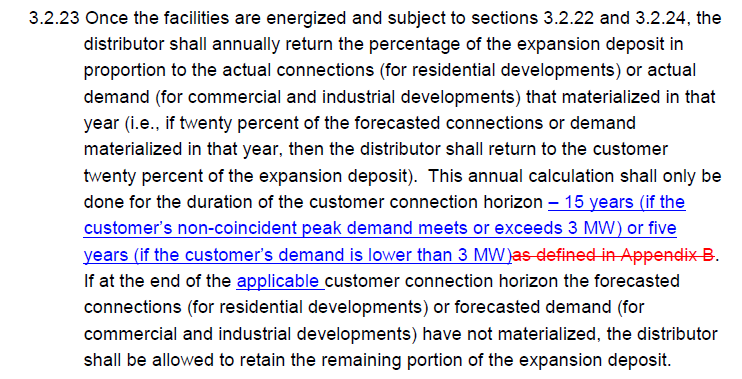 3.2.23 Once the facilities are energized and subject to sections 3.2.22 and 3.2.24, the
distributor shall annually return the percentage of the expansion deposit in
proportion to the actual connections (for residential developments) or actual
demand (for commercial and industrial developments) that materialized in that
year (i.e., if twenty percent of the forecasted connections or demand
materialized in that year, then the distributor shall return to the customer
twenty percent of the expansion deposit).  This annual calculation shall only be
done for the duration of the customer connection horizon – 15 years (if the
customer’s non-coincident peak demand meets or exceeds 3 MW) or five
years (if the customer’s demand is lower than 3 MW)as defined in Appendix B.
If at the end of the applicable customer connection horizon the forecasted
connections (for residential developments) or forecasted demand (for
commercial and industrial developments) have not materialized, the distributor
shall be allowed to retain the remaining portion of the expansion deposit.